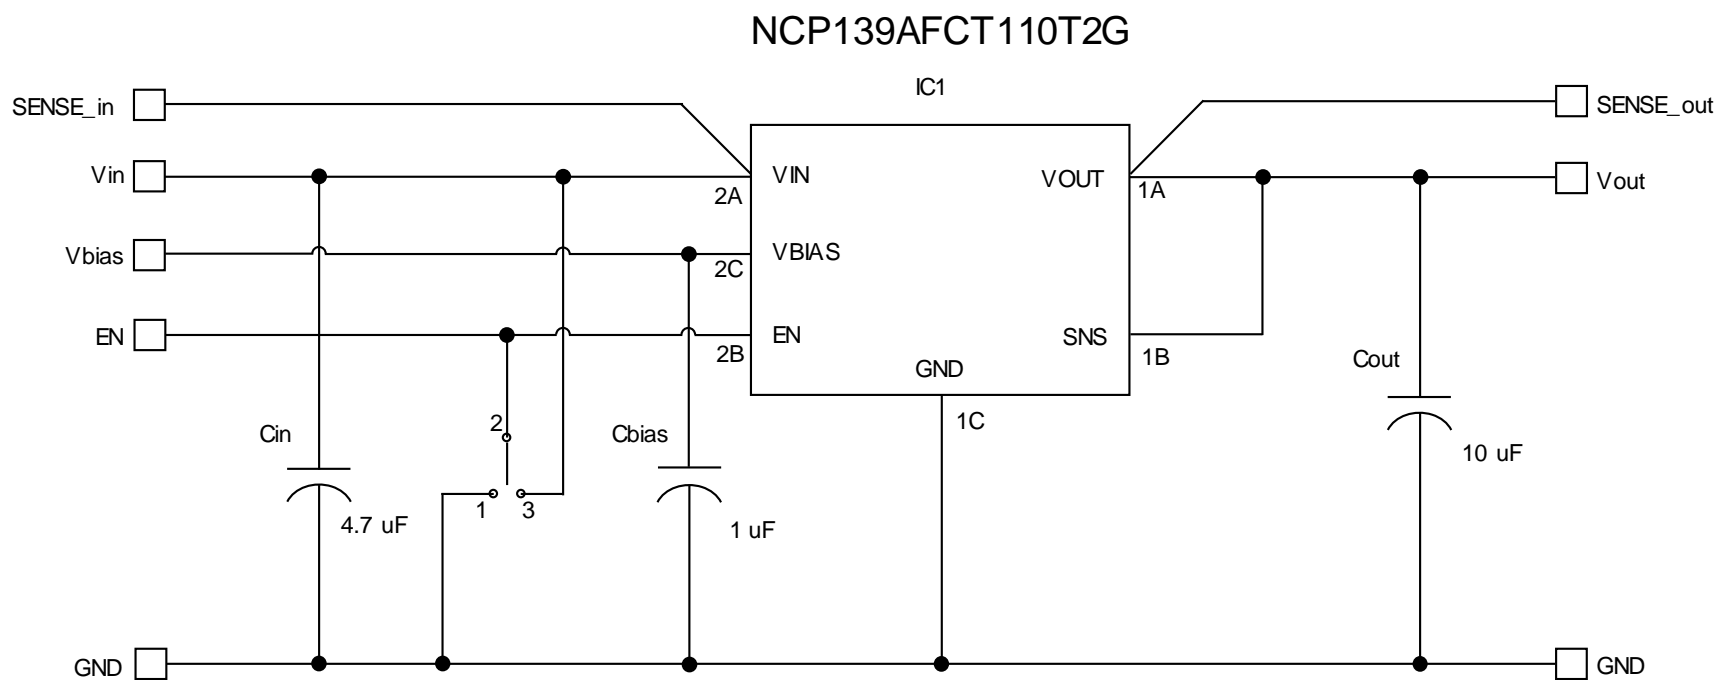 NCP139AFCT110T2G
IC1
SENSE_in
SENSE_out
Vin
VIN
2A
VOUT
1A
Vout
Vbias
VBIAS
2C
EN
EN
2B
SNS
1B
GND
1C
Cout
10 uF
Cin
4.7 uF
2
1
3
Cbias
1 uF
GND
GND